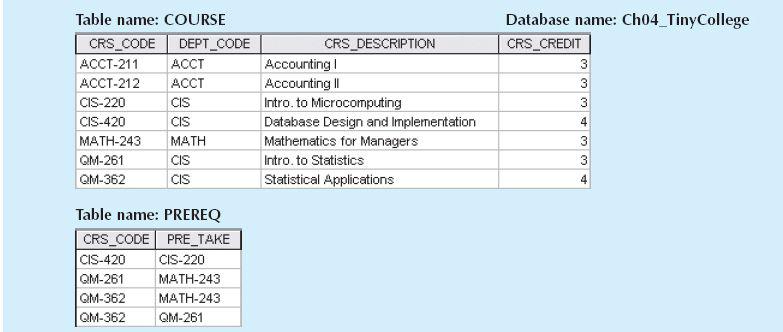 Table name: COURSE Database name: Ch04_TinyCollege
CRS_CODE DEPT_CODE CRS_DESCRIPTION CRS_CREDIT
ACCT-211 ACCT Accounting I 3
ACCT-212 ACCT Accounting II 3
CIS-220 CIS Intro. to Microcomputing 3
CIS-420 CIS Database Design and Implementation 4
MATH-243 MATH Mathematics for Managers 3
QM-261 CIS Intro. to Statistics 3
QM-362 CIS Statistical Applications 4
Table name: PREREQ
CRS_CODE PRE_TAKE
CIS-420 CIS-220
QM-261 MATH-243
QM-362 MATH-243
QM-362 QM-261